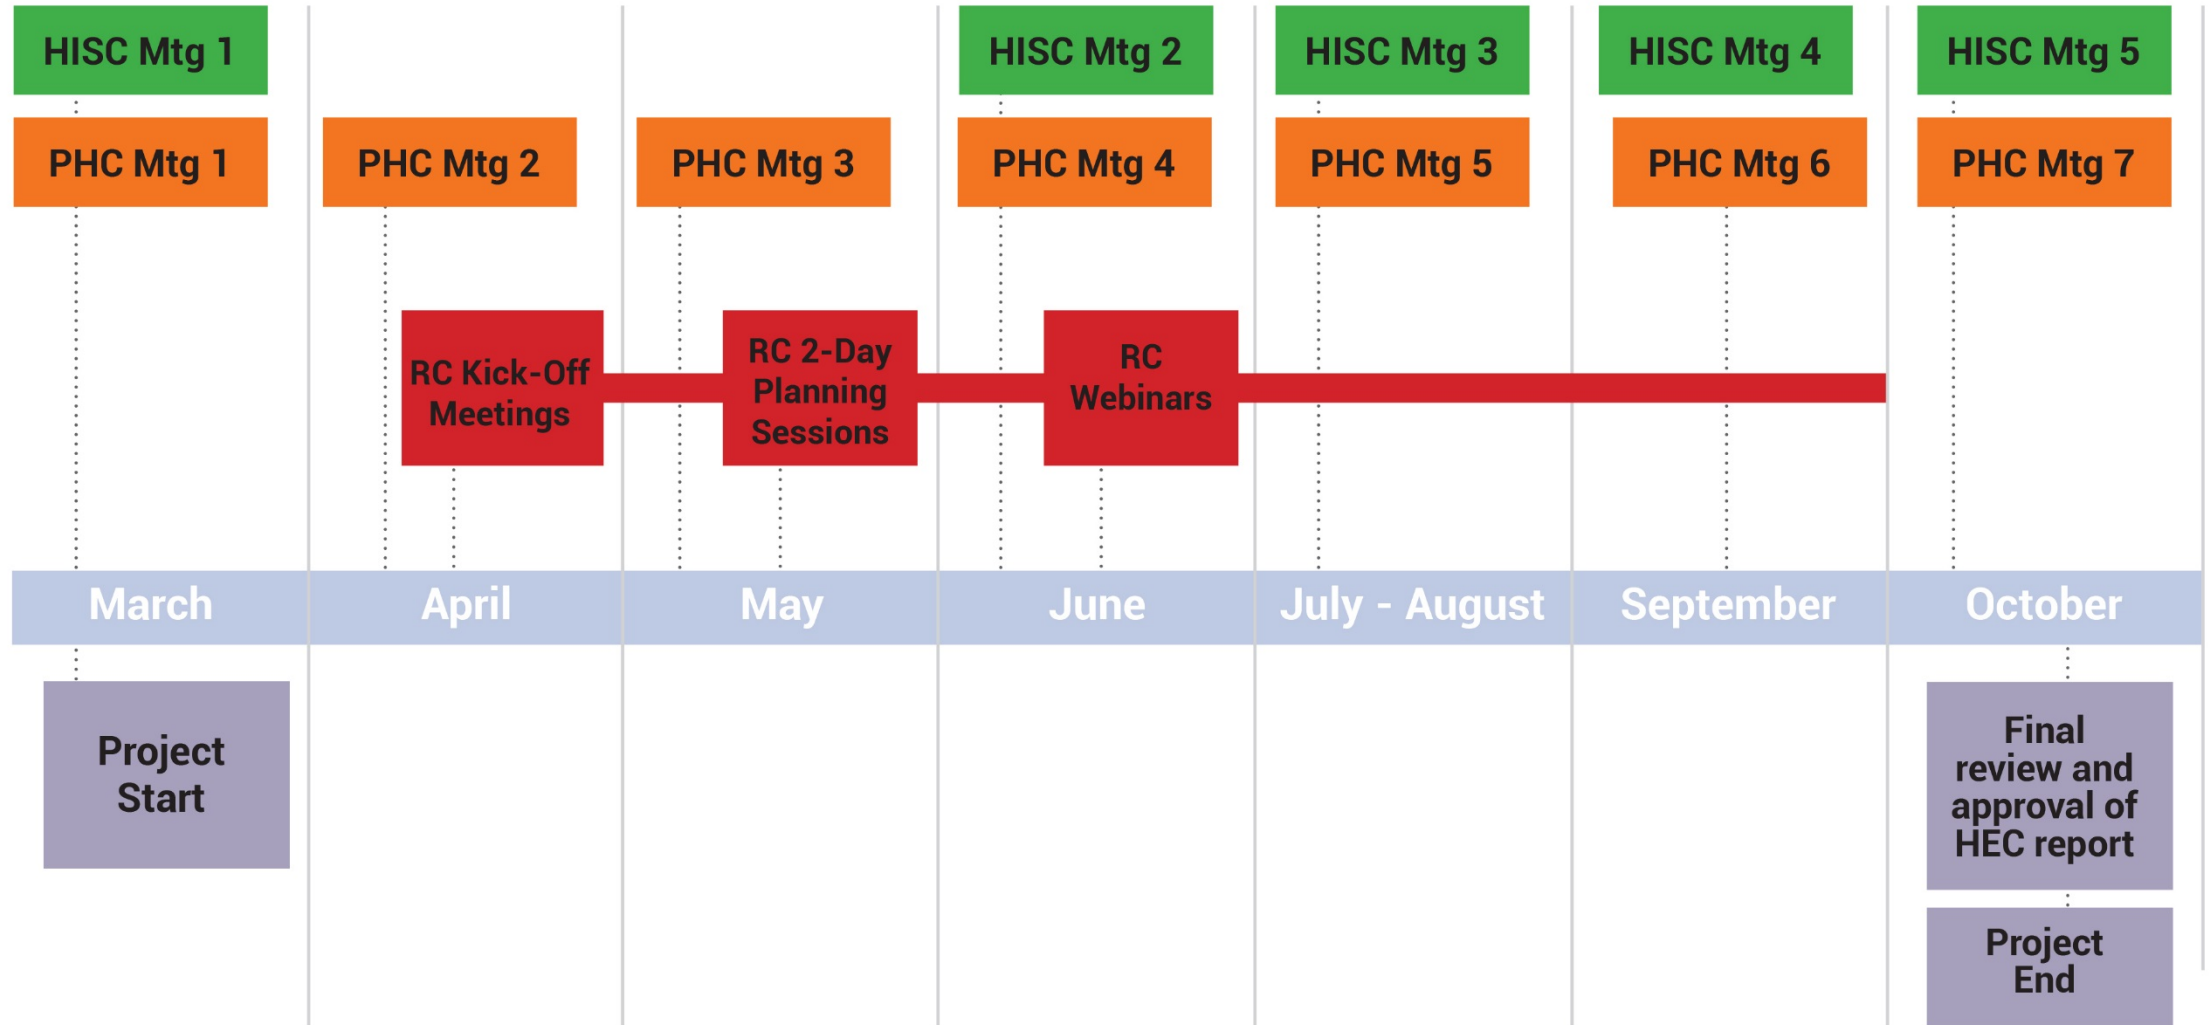 HISC Mtg 1
HISC Mtg 2
HISC Mtg 3
HISC Mtg 4
HISC Mtg 5
PHC Mtg 1
PHC Mtg 2
PHC Mtg 3
PHC Mtg 4
PHC Mtg 5
PHC Mtg 6
PHC Mtg 7
RC Kick-Off
Meetings
RC 2-Day
Planning
Sessions
RC
Webinars
March
April
May
June
July - August
September
October
Project
Start
Final
review and
approval of
HEC report
Project
End